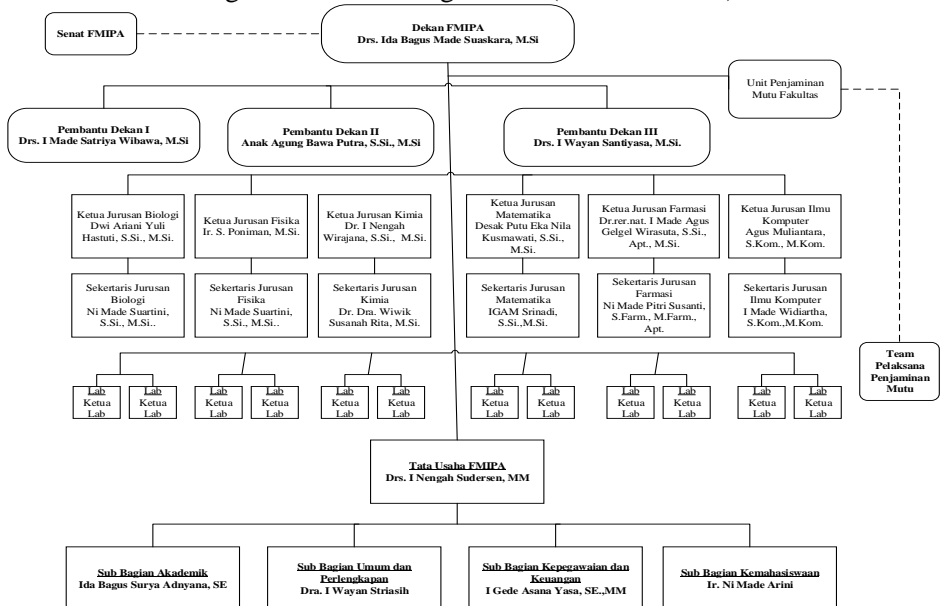 Senat FMIPA
Dekan FMIPA
Drs. Ida Bagus Made Suaskara, M.Si
Unit Penjaminan
Mutu Fakultas
Pembantu Dekan I
Drs. I Made Satriya Wibawa, M.Si
Pembantu Dekan II
Anak Agung Bawa Putra, S.Si., M.Si
Pembantu Dekan III
Drs. I Wayan Santiyasa, M.Si.
Ketua Jurusan Biologi
Dwi Ariani Yuli
Hastuti, S.Si., M.Si.
Ketua Jurusan Fisika
Ir. S. Poniman, M.Si.
Ketua Jurusan Kimia
Dr. I Nengah
Wirajana, S.Si., M.Si.
Ketua Jurusan
Matematika
Desak Putu Eka Nila
Kusmawati, S.Si.,
M.Si.
Ketua Jurusan Farmasi
Dr.rer.nat. I Made Agus
Gelgel Wirasuta, S.Si.,
Apt., M.Si.
Ketua Jurusan Ilmu
Komputer
Agus Muliantara,
S.Kom., M.Kom.
Sekertaris Jurusan
Biologi
Ni Made Suartini,
S.Si., M.Si..
Sekertaris Jurusan
Fisika
Ni Made Suartini,
S.Si., M.Si..
Sekertaris Jurusan
Kimia
Dr. Dra. Wiwik
Susanah Rita, M.Si.
Sekertaris Jurusan
Matematika
IGAM Srinadi,
S.Si.,M.Si.
Sekertaris Jurusan
Farmasi
Ni Made Pitri Susanti,
S.Farm., M.Farm.,
Apt.
Sekertaris Jurusan
Ilmu Komputer
I Made Widiartha,
S.Kom.,M.Kom.
Team
Pelaksana
Penjaminan
Mutu
Lab
Ketua
Lab
Lab
Ketua
Lab
Lab
Ketua
Lab
Lab
Ketua
Lab
Lab
Ketua
Lab
Lab
Ketua
Lab
Lab
Ketua
Lab
Lab
Ketua
Lab
Lab
Ketua
Lab
Lab
Ketua
Lab
Lab
Ketua
Lab
Lab
Ketua
Lab
Tata Usaha FMIPA
Drs. I Nengah Sudersen, MM
Sub Bagian Akademik
Ida Bagus Surya Adnyana, SE
Sub Bagian Umum dan
Perlengkapan
Dra. I Wayan Striasih
Sub Bagian Kepegawaian dan
Keuangan
I Gede Asana Yasa, SE.,MM
Sub Bagian Kemahasiswaan
Ir. Ni Made Arini